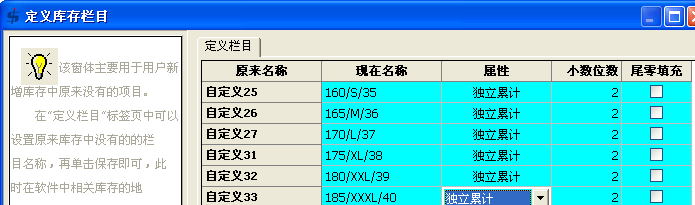 定义库存栏目
该窗体主要用于用户新
增库存中原来没有的项目。
在“定义栏目”标签页中可以
设置原来库存中没有的的栏
目名称，再单击保存即可，此
时在软件中相关库存的地
定义栏目
原来名称 现在名称 属性 小数位数 尾零填充
自定义25 160/S/35 独立累计 2
自定义26 165/M/36 独立累计 2
自定义27 170/L/37 独立累计 2
自定义31 175/XL/38 独立累计 2
自定义32 180/XXL/39 独立累计 2
自定义33 185/XXXL/40 独立累计 2